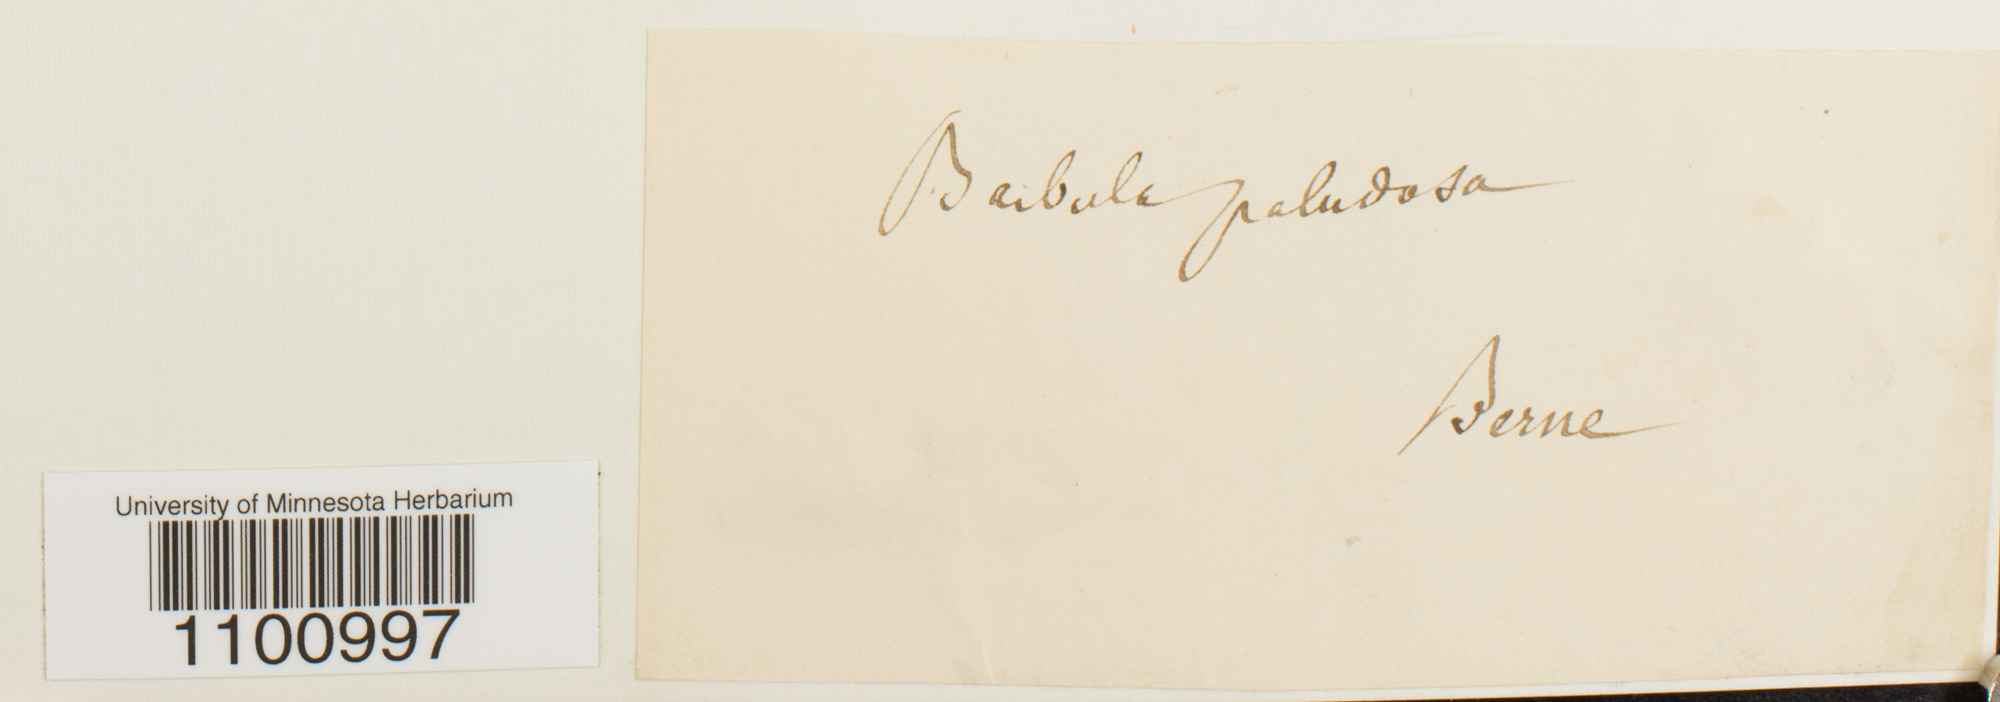 Barbula paludosa
Berne
University of Minnesota Herbarium
1100997